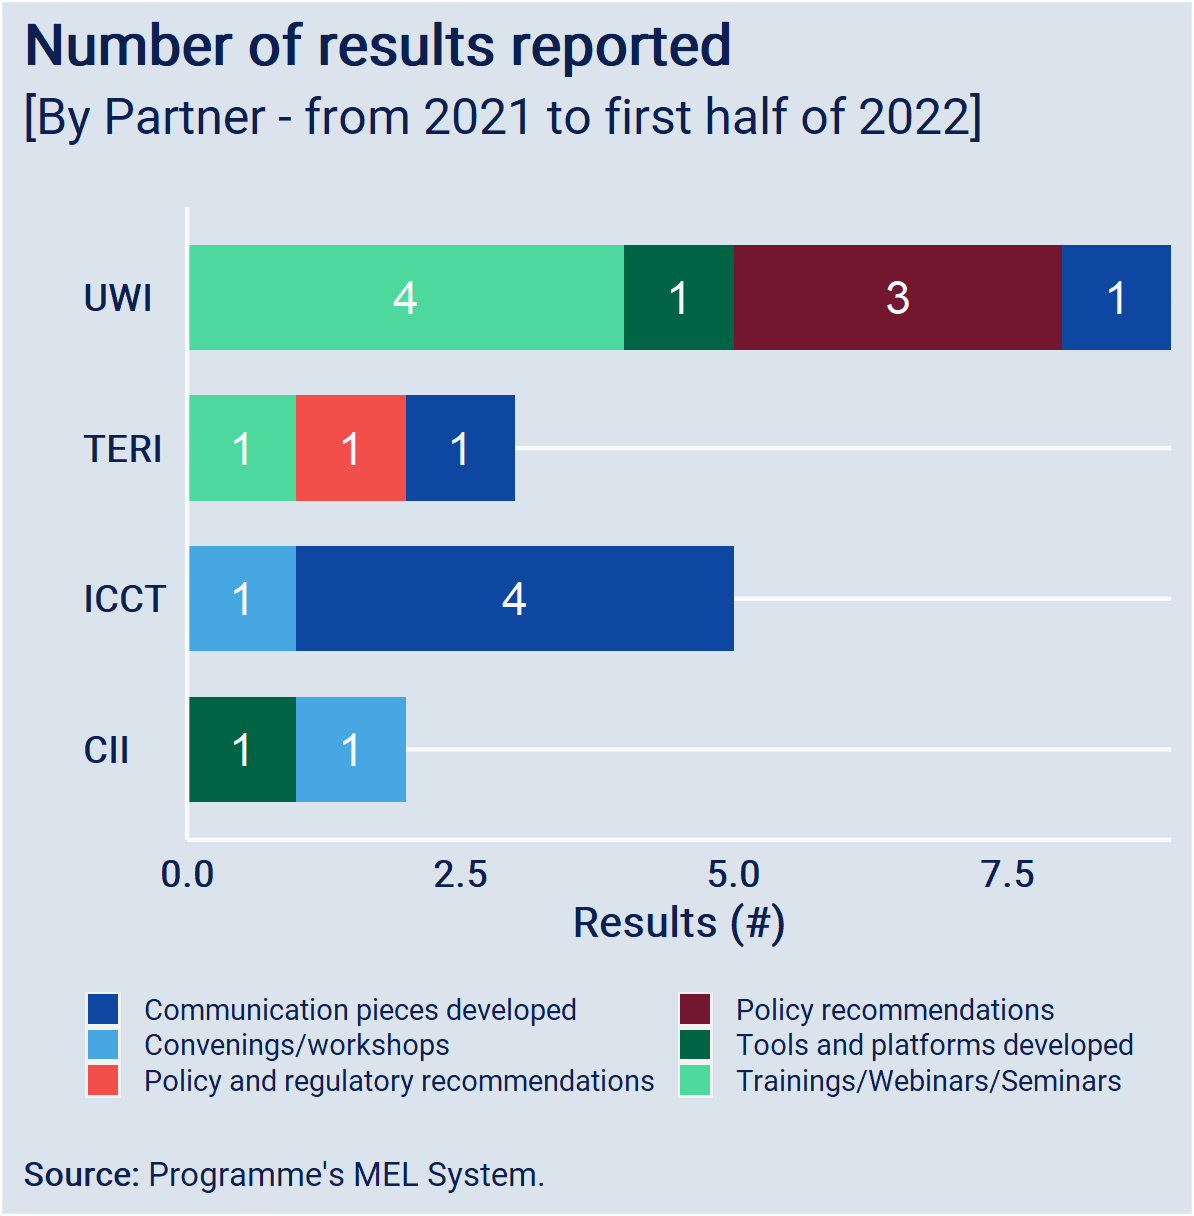 Number of results reported
[By Partner - from 2021 to first half of 2022]
UWI
4
1
3
1
TERI
1
1
1
ICCT
1
4
CII
1
1
0.0
2.5
5.0
7.5
Results (#)
Communication pieces developed
Convenings/workshops
Policy and regulatory recommendations
Policy recommendations
Tools and platforms developed
Trainings/Webinars/Seminars
Source: Programme's MEL System.